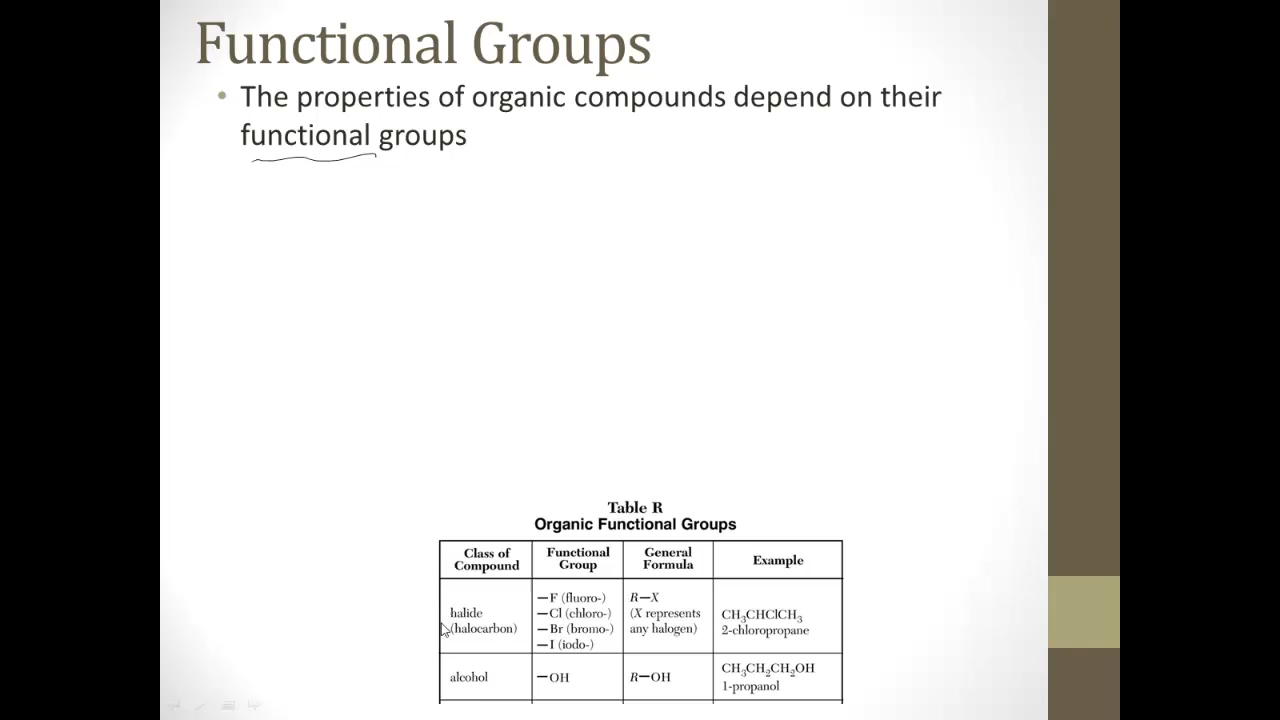 Functional Groups
• The properties of organic compounds depend on their
functional groups
Table R
Organic Functional Groups
Class of Compound Functional Group General Formula Example
halide (halocarbon) —F (fluoro-) —Cl (chloro-) —Br (bromo-) —I (iodo-) R—X (X represents any halogen) CH₃CHClCH₃ 2-chloropropane
alcohol —OH R—OH CH₃CH₂CH₂OH 1-propanol